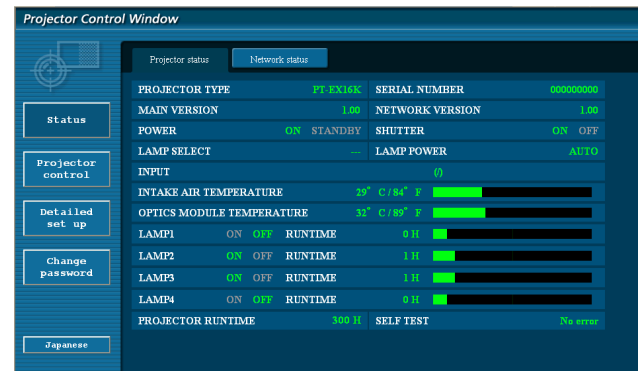 Projector Control Window
Projector status Network status
Status
Projector control
Detailed set up
Change password
Japanese
PROJECTOR TYPE PT-EX16K SERIAL NUMBER 000000000
MAIN VERSION 1.00 NETWORK VERSION 1.00
POWER ON STANDBY SHUTTER ON OFF
LAMP SELECT --- LAMP POWER AUTO
INPUT (/)
INTAKE AIR TEMPERATURE 29° C / 84° F
OPTICS MODULE TEMPERATURE 32° C / 89° F
LAMP1 ON OFF RUNTIME 0 H
LAMP2 ON OFF RUNTIME 1 H
LAMP3 ON OFF RUNTIME 1 H
LAMP4 ON OFF RUNTIME 0 H
PROJECTOR RUNTIME 300 H SELF TEST No error